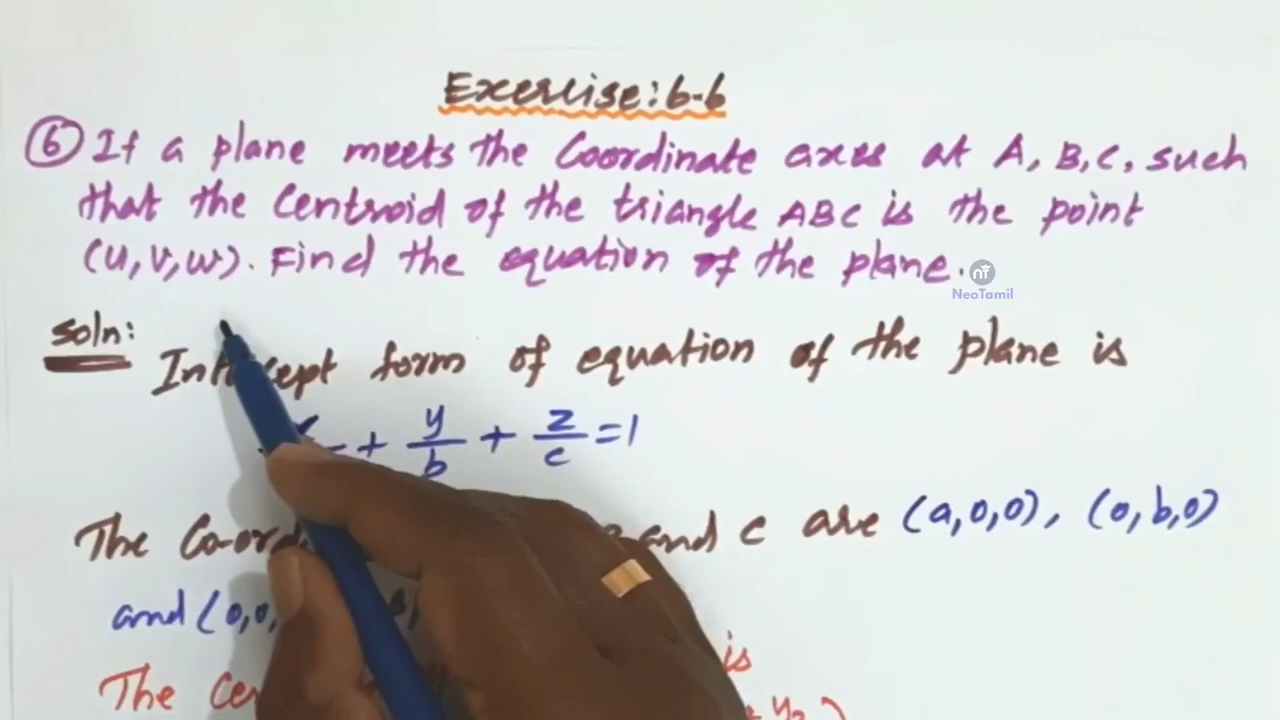 Exercise: 6-6
⑥ If a plane meets the Coordinate axes at A, B, C, such
that the Centroid of the triangle ABC is the point
(u, v, w). Find the equation of the plane.
NeoTamil
Soln:
form of equation of the plane is
+ y/b + z/c = 1
The and C are (a,0,0), (0,b,0)
and (0,0,
The is